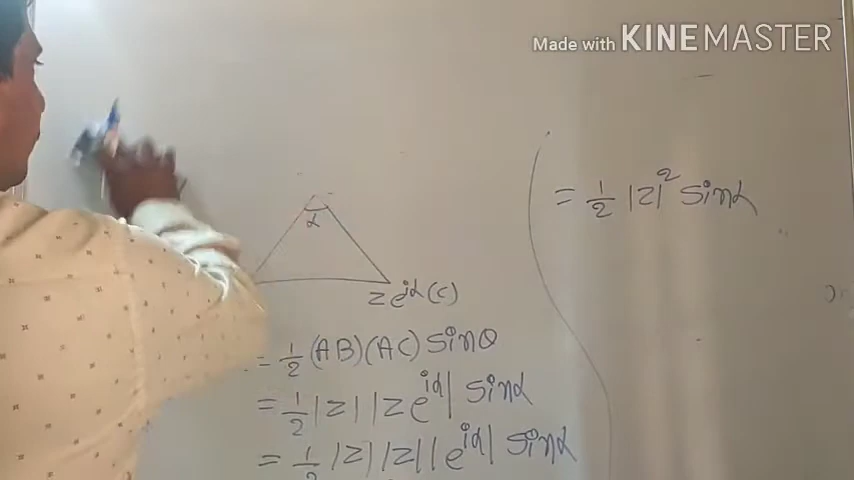 Made with KINEMASTER
α
z e^{iα} (C)
= 1/2 (AB)(AC) sinθ
= 1/2 |z| |z e^{iα}| sinα
= 1/2 |z| |z| |e^{iα}| sinα
= 1/2 |z|² sinα